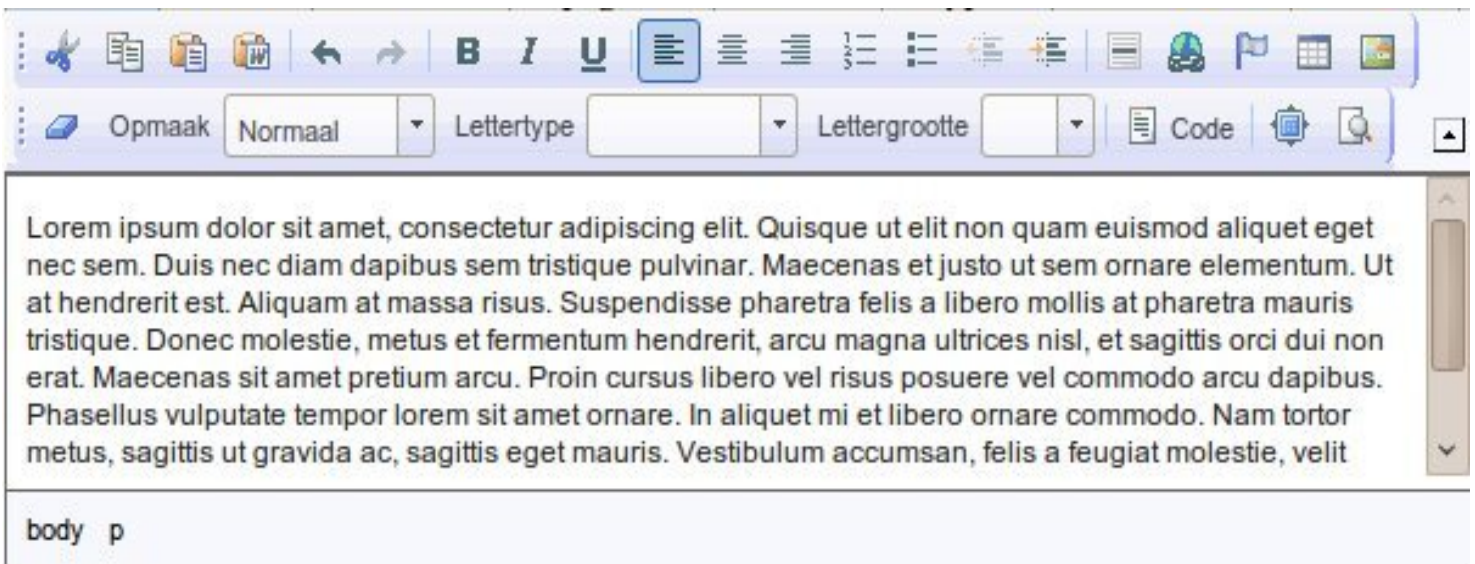 B I U
Opmaak Normaal Lettertype Lettergrootte Code
Lorem ipsum dolor sit amet, consectetur adipiscing elit. Quisque ut elit non quam euismod aliquet eget
nec sem. Duis nec diam dapibus sem tristique pulvinar. Maecenas et justo ut sem ornare elementum. Ut
at hendrerit est. Aliquam at massa risus. Suspendisse pharetra felis a libero mollis at pharetra mauris
tristique. Donec molestie, metus et fermentum hendrerit, arcu magna ultrices nisl, et sagittis orci dui non
erat. Maecenas sit amet pretium arcu. Proin cursus libero vel risus posuere vel commodo arcu dapibus.
Phasellus vulputate tempor lorem sit amet ornare. In aliquet mi et libero ornare commodo. Nam tortor
metus, sagittis ut gravida ac, sagittis eget mauris. Vestibulum accumsan, felis a feugiat molestie, velit
body p